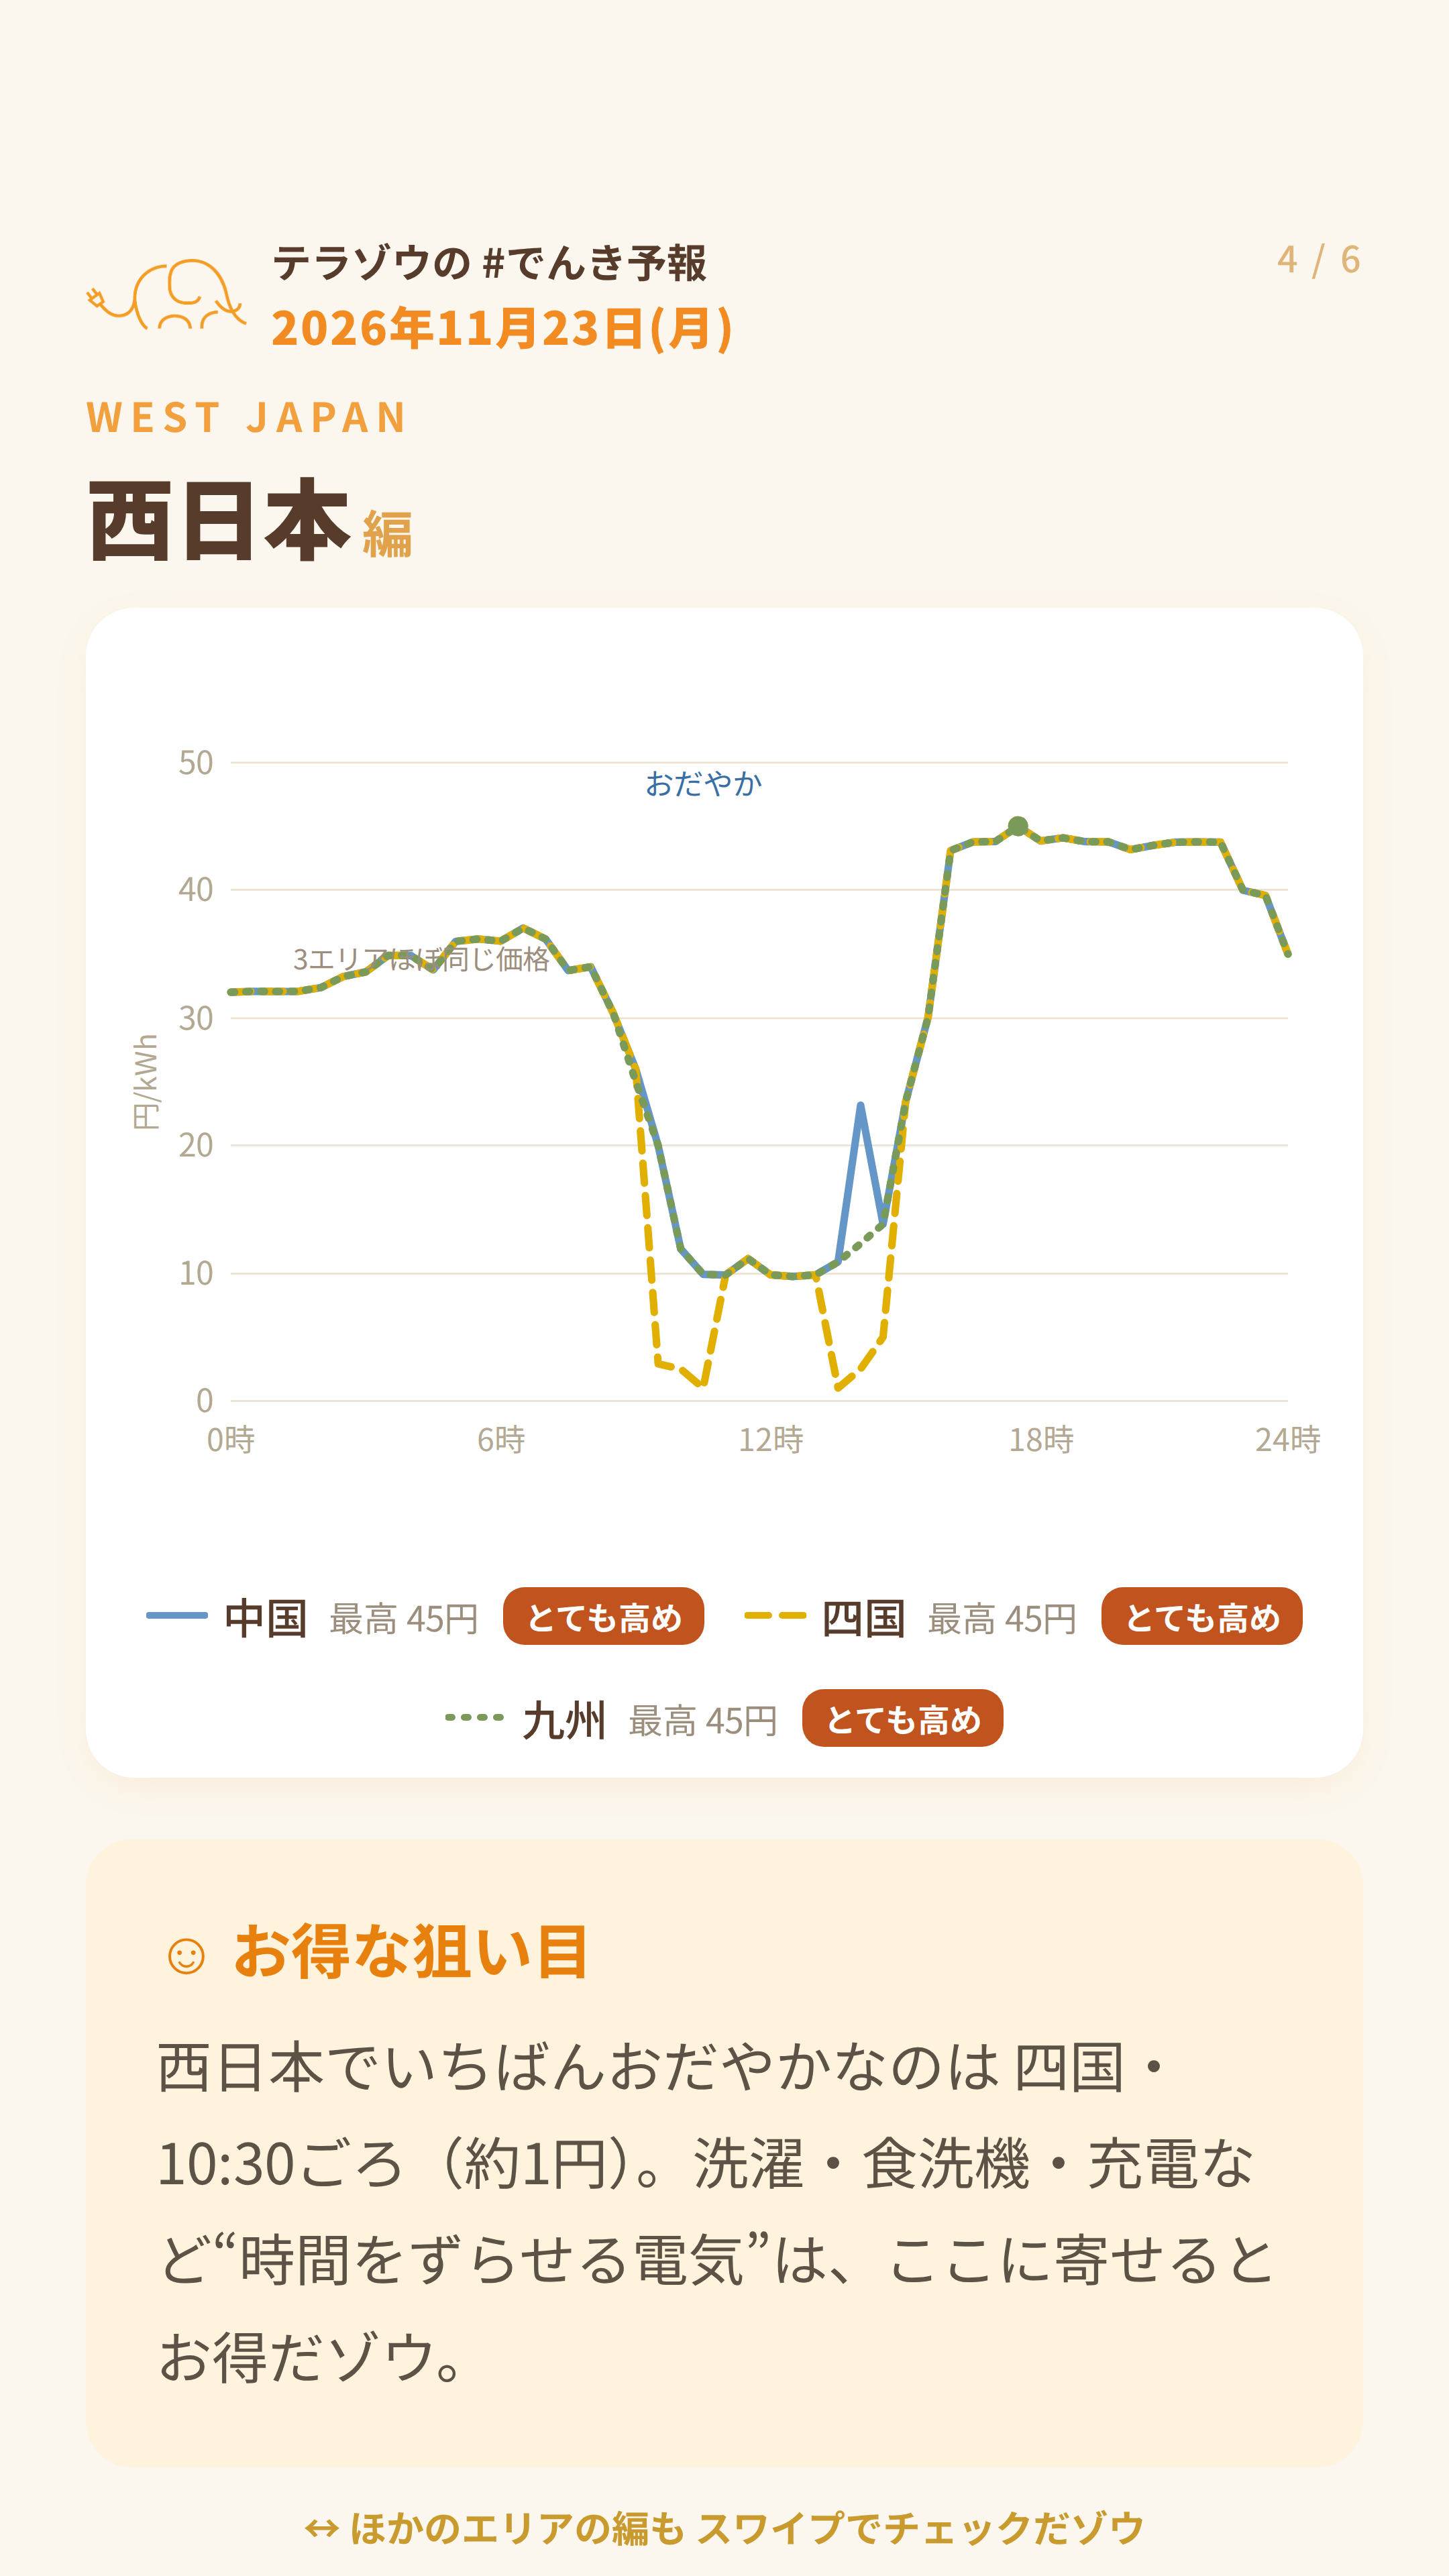 テラゾウの #でんき予報
4 / 6
2026年11月23日(月)
WEST JAPAN
西日本 編
50
おだやか
40
3エリアほぼ同じ価格
30
円/kWh
20
10
0
0時 6時 12時 18時 24時
中国 最高 45円 とても高め 四国 最高 45円 とても高め
九州 最高 45円 とても高め
☺ お得な狙い目
西日本でいちばんおだやかなのは 四国・
10:30ごろ（約1円）。洗濯・食洗機・充電な
ど“時間をずらせる電気”は、ここに寄せると
お得だゾウ。
↔ ほかのエリアの編も スワイプでチェックだゾウ